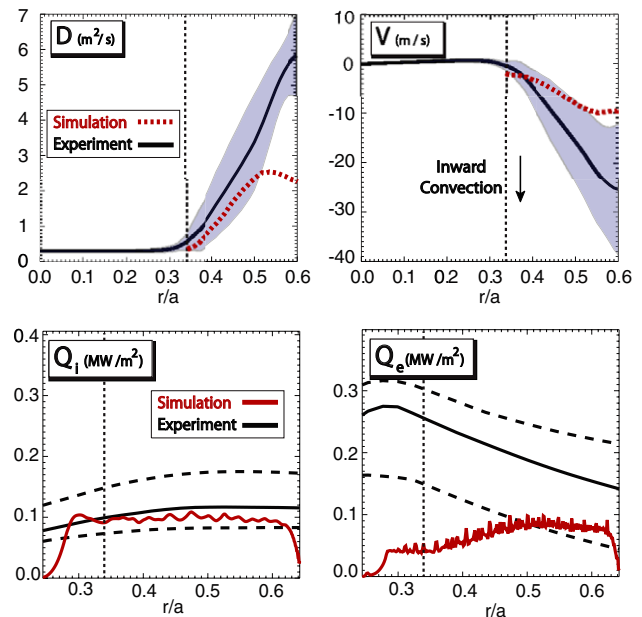 D (m²/s)
7
6
5
4
3
2
1
0
Simulation
Experiment
0.0 0.1 0.2 0.3 0.4 0.5 0.6
r/a
V (m/s)
10
0
-10
-20
-30
-40
Inward
Convection
0.0 0.1 0.2 0.3 0.4 0.5 0.6
r/a
Qi (MW/m²)
0.4
0.3
0.2
0.1
0.0
Simulation
Experiment
0.3 0.4 0.5 0.6
r/a
Qe (MW/m²)
0.3
0.2
0.1
0.0
0.3 0.4 0.5 0.6
r/a